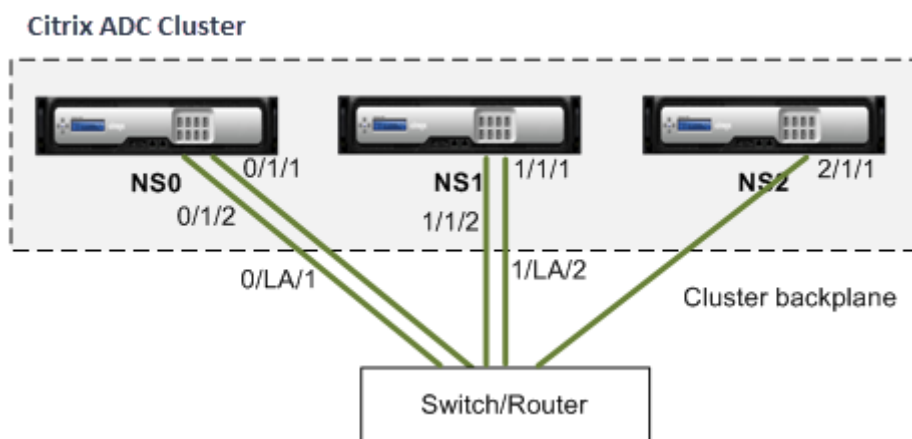 Citrix ADC Cluster
NS0
0/1/1
0/1/2
0/LA/1
NS1
1/1/1
1/1/2
1/LA/2
NS2
2/1/1
Cluster backplane
Switch/Router